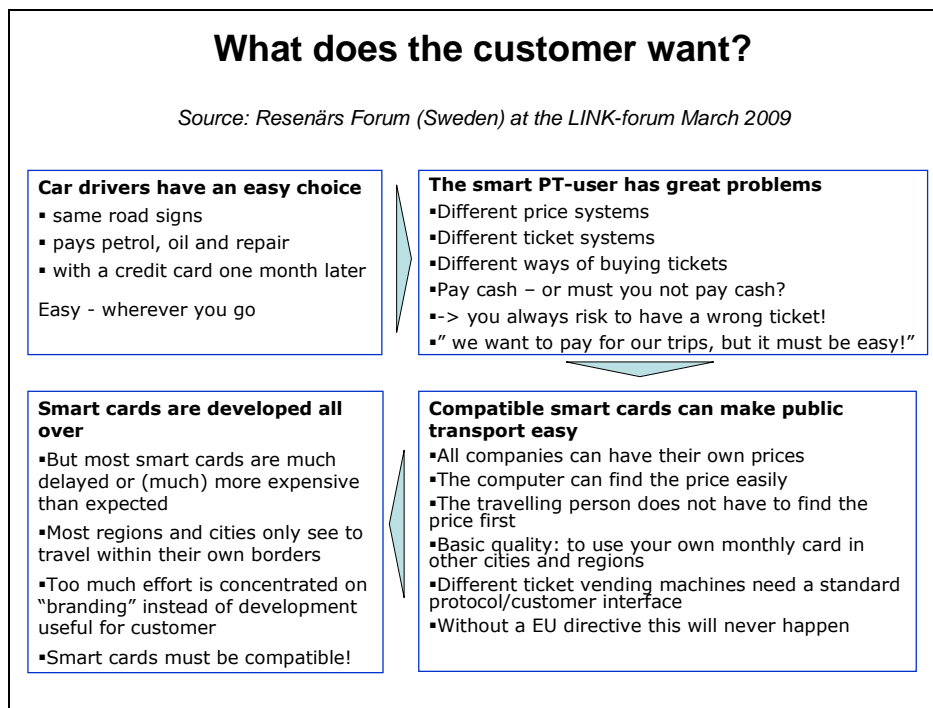 What does the customer want?
Source: Resenärs Forum (Sweden) at the LINK-forum March 2009
Car drivers have an easy choice
▪ same road signs
▪ pays petrol, oil and repair
▪ with a credit card one month later
Easy - wherever you go
The smart PT-user has great problems
▪Different price systems
▪Different ticket systems
▪Different ways of buying tickets
▪Pay cash – or must you not pay cash?
▪-> you always risk to have a wrong ticket!
▪” we want to pay for our trips, but it must be easy!”
Compatible smart cards can make public
transport easy
▪All companies can have their own prices
▪The computer can find the price easily
▪The travelling person does not have to find the
price first
▪Basic quality: to use your own monthly card in
other cities and regions
▪Different ticket vending machines need a standard
protocol/customer interface
▪Without a EU directive this will never happen
Smart cards are developed all
over
▪But most smart cards are much
delayed or (much) more expensive
than expected
▪Most regions and cities only see to
travel within their own borders
▪Too much effort is concentrated on
“branding” instead of development
useful for customer
▪Smart cards must be compatible!